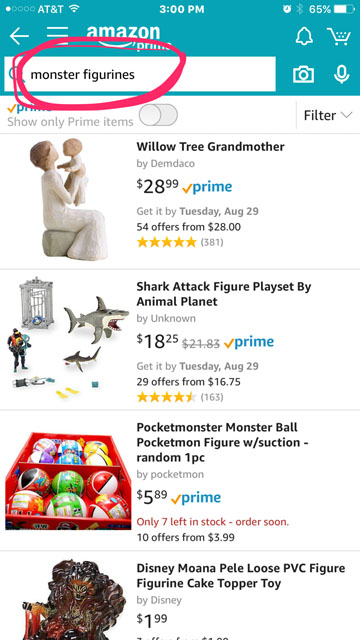 AT&T 3:00 PM 65%
amazon
prime
monster figurines
prime
Show only Prime items
Filter
Willow Tree Grandmother
by Demdaco
$28 99 prime
Get it by Tuesday, Aug 29
54 offers from $28.00
(381)
Shark Attack Figure Playset By
Animal Planet
by Unknown
$18 25 $21.83 prime
Get it by Tuesday, Aug 29
29 offers from $16.75
(163)
Pocketmonster Monster Ball
Pocketmon Figure w/suction -
random 1pc
by pocketmon
$5 89 prime
Only 7 left in stock - order soon.
10 offers from $3.99
Disney Moana Pele Loose PVC Figure
Figurine Cake Topper Toy
by Disney
$1 99